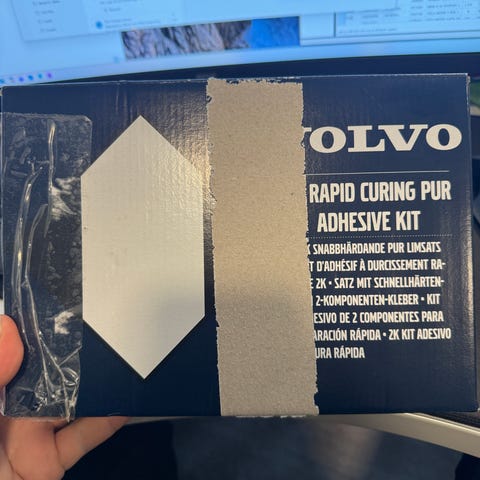 VOLVO
RAPID CURING PUR
ADHESIVE KIT
SNABBHÄRDANDE PUR LIMSATS
D'ADHÉSIF À DURCISSEMENT RA-
2K • SATZ MIT SCHNELLHÄRTEN-
2-KOMPONENTEN-KLEBER • KIT
ESIVO DE 2 COMPONENTES PARA
ARACIÓN RÁPIDA • 2K KIT ADESIVO
URA RÁPIDA